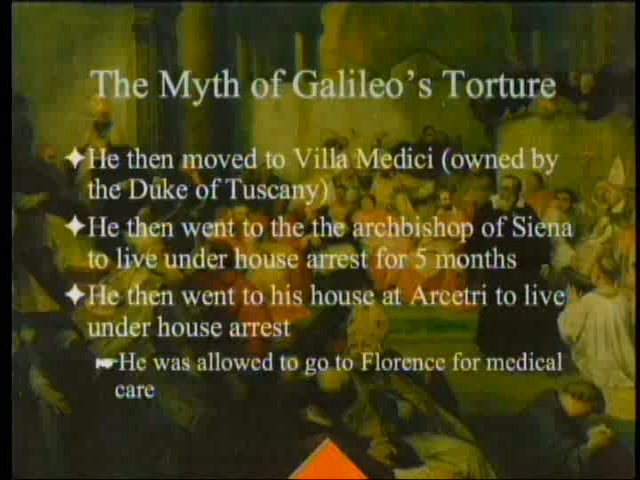 The Myth of Galileo's Torture
He then moved to Villa Medici (owned by
the Duke of Tuscany)
He then went to the the archbishop of Siena
to live under house arrest for 5 months
He then went to his house at Arcetri to live
under house arrest
He was allowed to go to Florence for medical
care